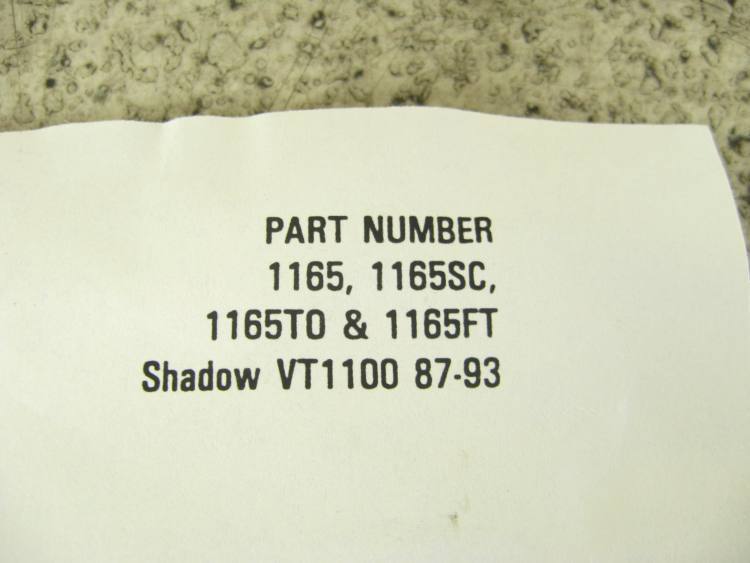 PART NUMBER
1165, 1165SC,
1165TO & 1165FT
Shadow VT1100 87-93